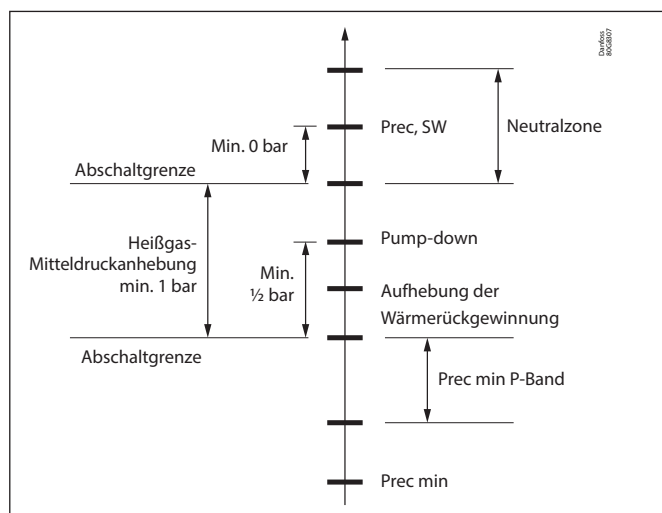 Danfoss
80G8I07
Prec, SW
Neutralzone
Min. 0 bar
Abschaltgrenze
Heißgas-
Mitteldruckanhebung
min. 1 bar
Pump-down
Min.
½ bar
Aufhebung der
Wärmerückgewinnung
Abschaltgrenze
Prec min P-Band
Prec min